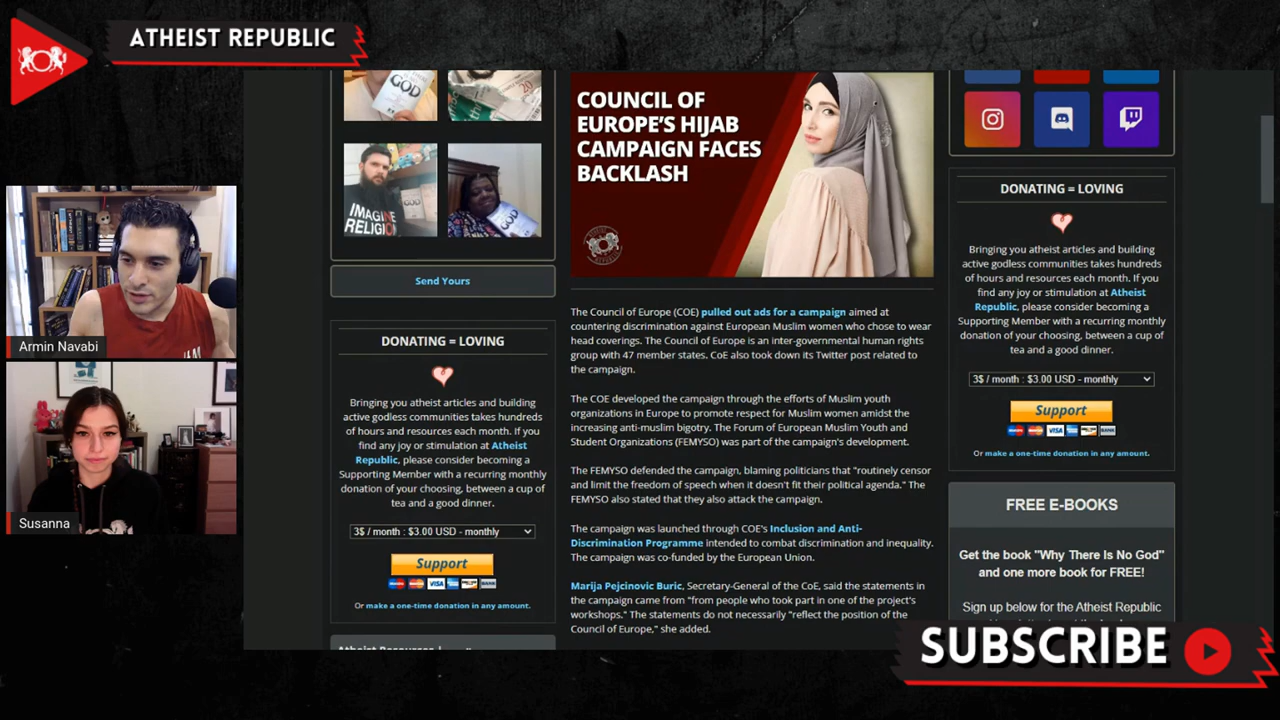 ATHEIST REPUBLIC
Armin Navabi
Susanna
GOD
IMAGINE
RELIGION
GOD
Send Yours
DONATING = LOVING
Bringing you atheist articles and building
active godless communities takes hundreds
of hours and resources each month. If you
find any joy or stimulation at Atheist
Republic, please consider becoming a
Supporting Member with a recurring monthly
donation of your choosing, between a cup of
tea and a good dinner.
3$ / month : $3.00 USD - monthly
Support
VISA
BANK
Or make a one-time donation in any amount.
COUNCIL OF
EUROPE'S HIJAB
CAMPAIGN FACES
BACKLASH
The Council of Europe (COE) pulled out ads for a campaign aimed at
countering discrimination against European Muslim women who chose to wear
head coverings. The Council of Europe is an inter-governmental human rights
group with 47 member states. CoE also took down its Twitter post related to
the campaign.
The COE developed the campaign through the efforts of Muslim youth
organizations in Europe to promote respect for Muslim women amidst the
increasing anti-muslim bigotry. The Forum of European Muslim Youth and
Student Organizations (FEMYSO) was part of the campaign's development.
The FEMYSO defended the campaign, blaming politicians that "routinely censor
and limit the freedom of speech when it doesn't fit their political agenda." The
FEMYSO also stated that they also attack the campaign.
The campaign was launched through COE's Inclusion and Anti-
Discrimination Programme intended to combat discrimination and inequality.
The campaign was co-funded by the European Union.
Marija Pejcinovic Buric, Secretary-General of the CoE, said the statements in
the campaign came from "from people who took part in one of the project's
workshops." The statements do not necessarily "reflect the position of the
Council of Europe," she added.
DONATING = LOVING
Bringing you atheist articles and building
active godless communities takes hundreds
of hours and resources each month. If you
find any joy or stimulation at Atheist
Republic, please consider becoming a
Supporting Member with a recurring monthly
donation of your choosing, between a cup of
tea and a good dinner.
3$ / month : $3.00 USD - monthly
Support
VISA
BANK
Or make a one-time donation in any amount.
FREE E-BOOKS
Get the book "Why There Is No God"
and one more book for FREE!
Sign up below for the Atheist Republic
SUBSCRIBE